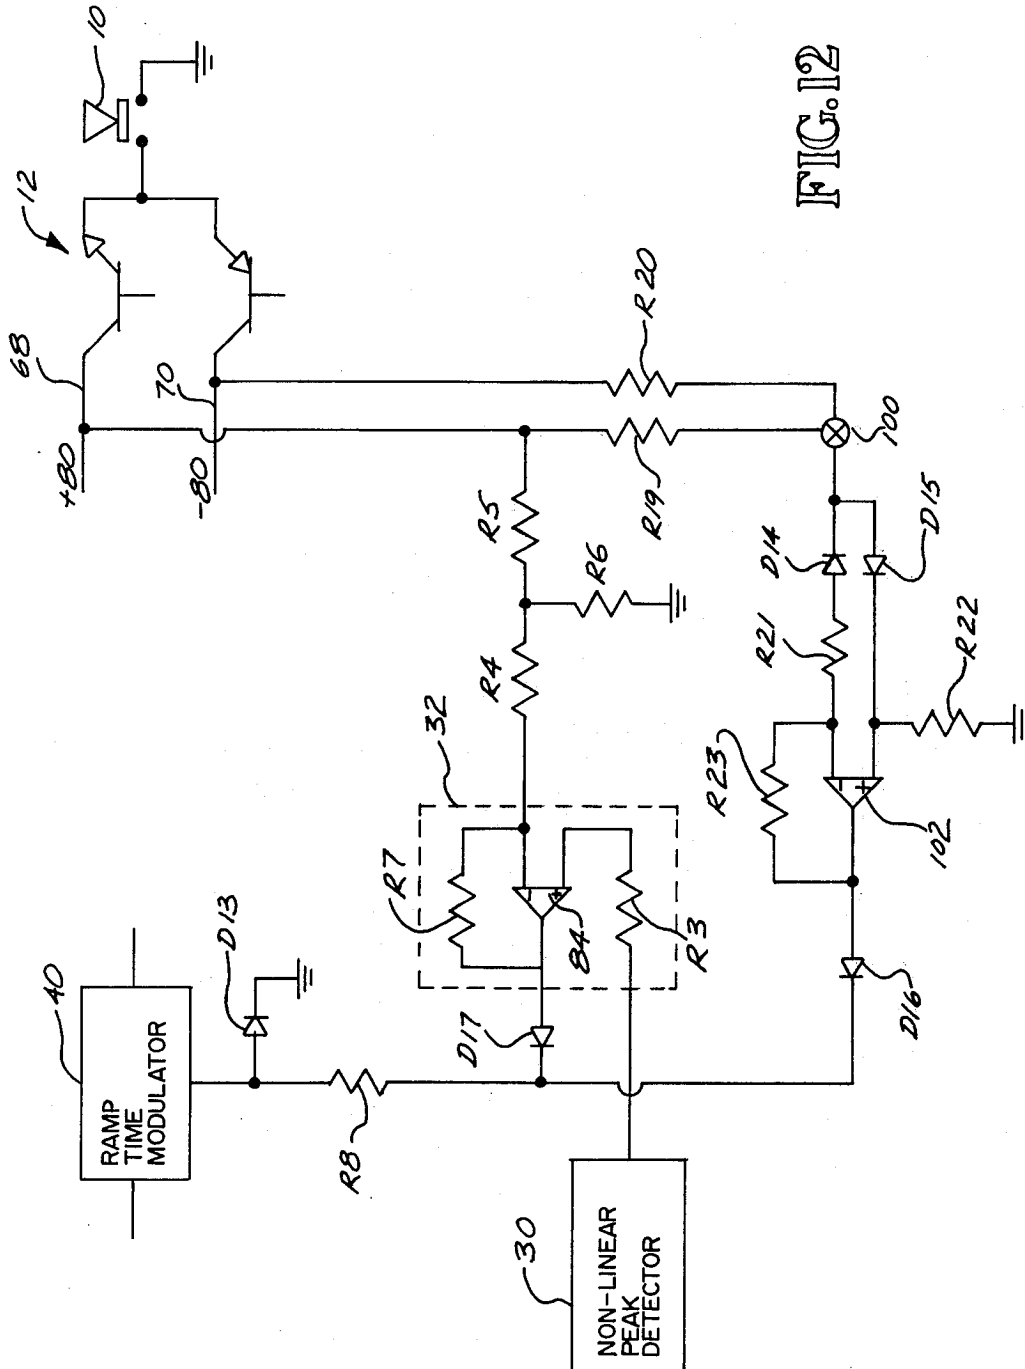 40
RAMP
TIME
MODULATOR
D13
R8
30
NON-LINEAR
PEAK
DETECTOR
32
R7
84
R3
D17
R4
R5
R6
+80
68
-80
70
12
10
R20
R19
100
D14
D15
R21
R22
R23
102
D16
-
+
-
+
FIG.12